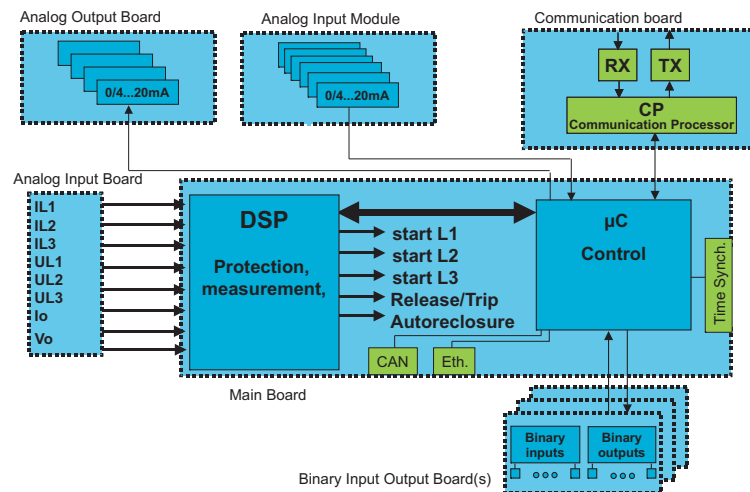 Analog Output Board
Analog Input Module
Communication board
0/4...20mA
0/4...20mA
RX
TX
CP
Communication Processor
Analog Input Board
IL1
IL2
IL3
UL1
UL2
UL3
Io
Vo
DSP
Protection,
measurement,
start L1
start L2
start L3
Release/Trip
Autoreclosure
µC
Control
Time Synch.
CAN
Eth.
Main Board
Binary
inputs
Binary
outputs
Binary Input Output Board(s)